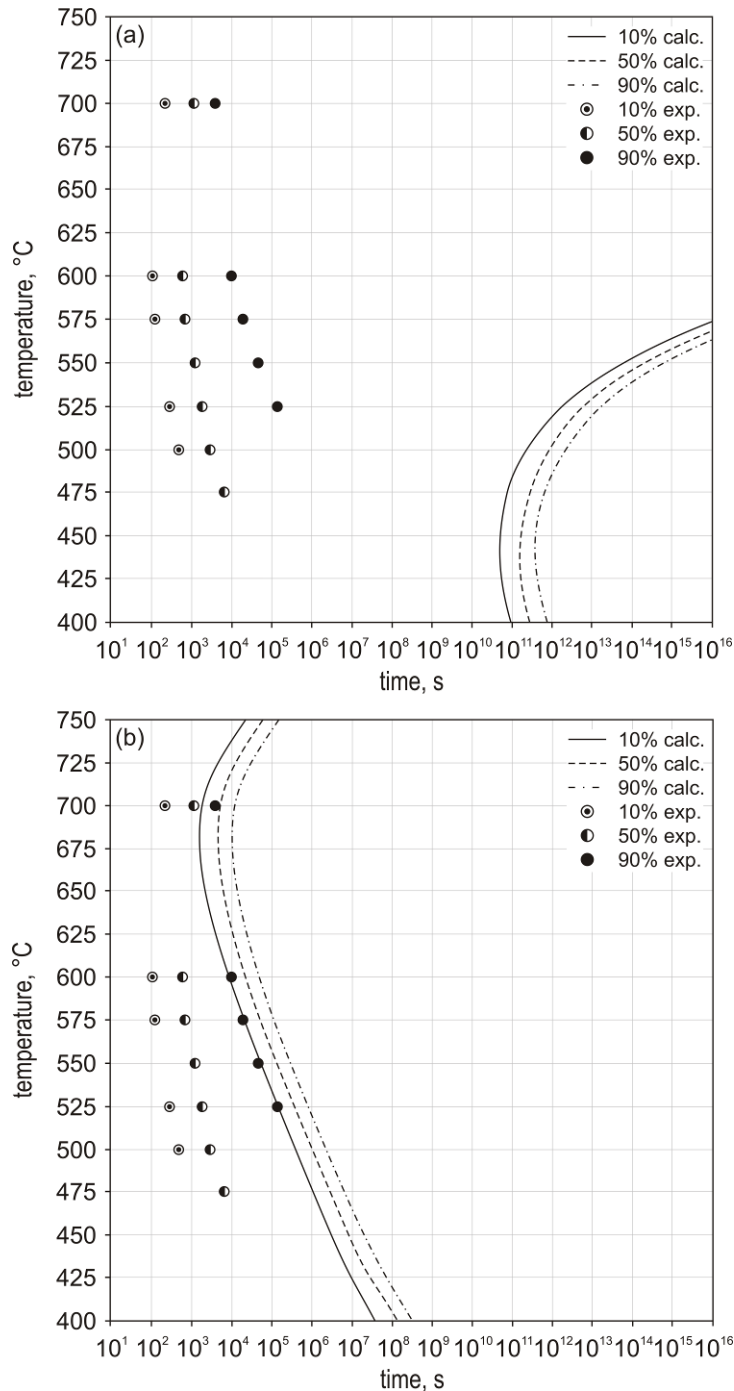 (a)
10% calc.
50% calc.
90% calc.
10% exp.
50% exp.
90% exp.
750
725
700
675
650
625
600
575
550
525
500
475
450
425
400
temperature, °C
10¹ 10² 10³ 10⁴ 10⁵ 10⁶ 10⁷ 10⁸ 10⁹ 10¹⁰ 10¹¹ 10¹² 10¹³ 10¹⁴ 10¹⁵ 10¹⁶
time, s
(b)
10% calc.
50% calc.
90% calc.
10% exp.
50% exp.
90% exp.
750
725
700
675
650
625
600
575
550
525
500
475
450
425
400
temperature, °C
10¹ 10² 10³ 10⁴ 10⁵ 10⁶ 10⁷ 10⁸ 10⁹ 10¹⁰ 10¹¹ 10¹² 10¹³ 10¹⁴ 10¹⁵ 10¹⁶
time, s